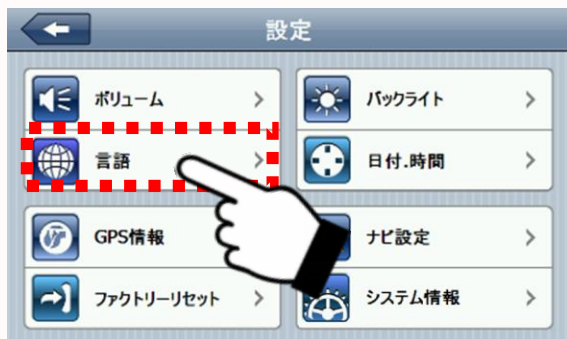 設定
ボリューム
バックライト
言語
日付.時間
GPS情報
ナビ設定
ファクトリーリセット
システム情報